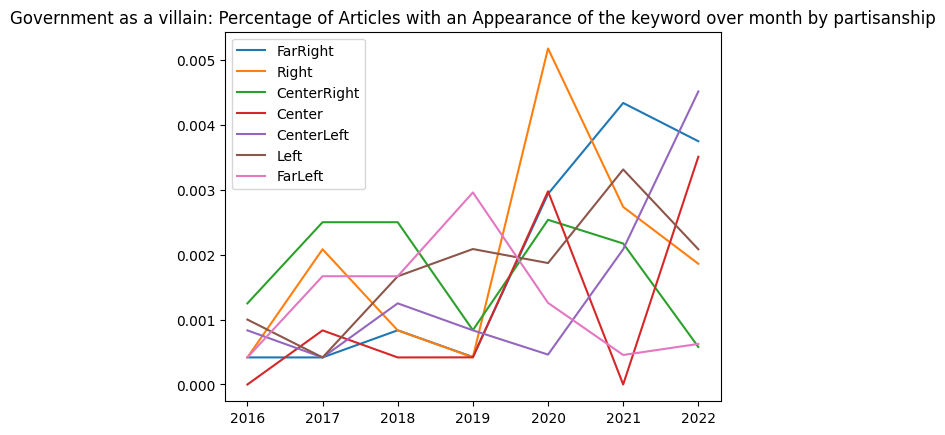 Government as a villain: Percentage of Articles with an Appearance of the keyword over month by partisanship
FarRight
Right
CenterRight
Center
CenterLeft
Left
FarLeft
0.005
0.004
0.003
0.002
0.001
0.000
2016 2017 2018 2019 2020 2021 2022